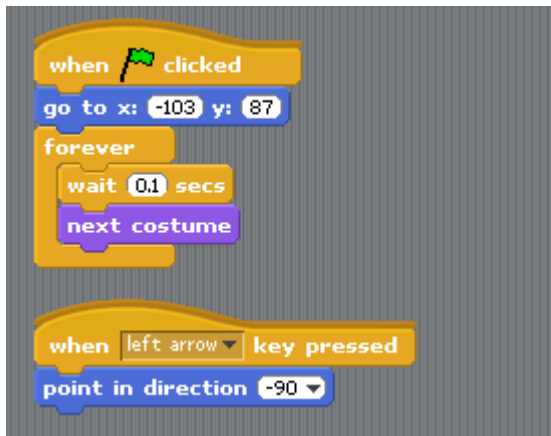 when clicked
go to x: -103 y: 87
forever
wait 0.1 secs
next costume
when left arrow key pressed
point in direction -90